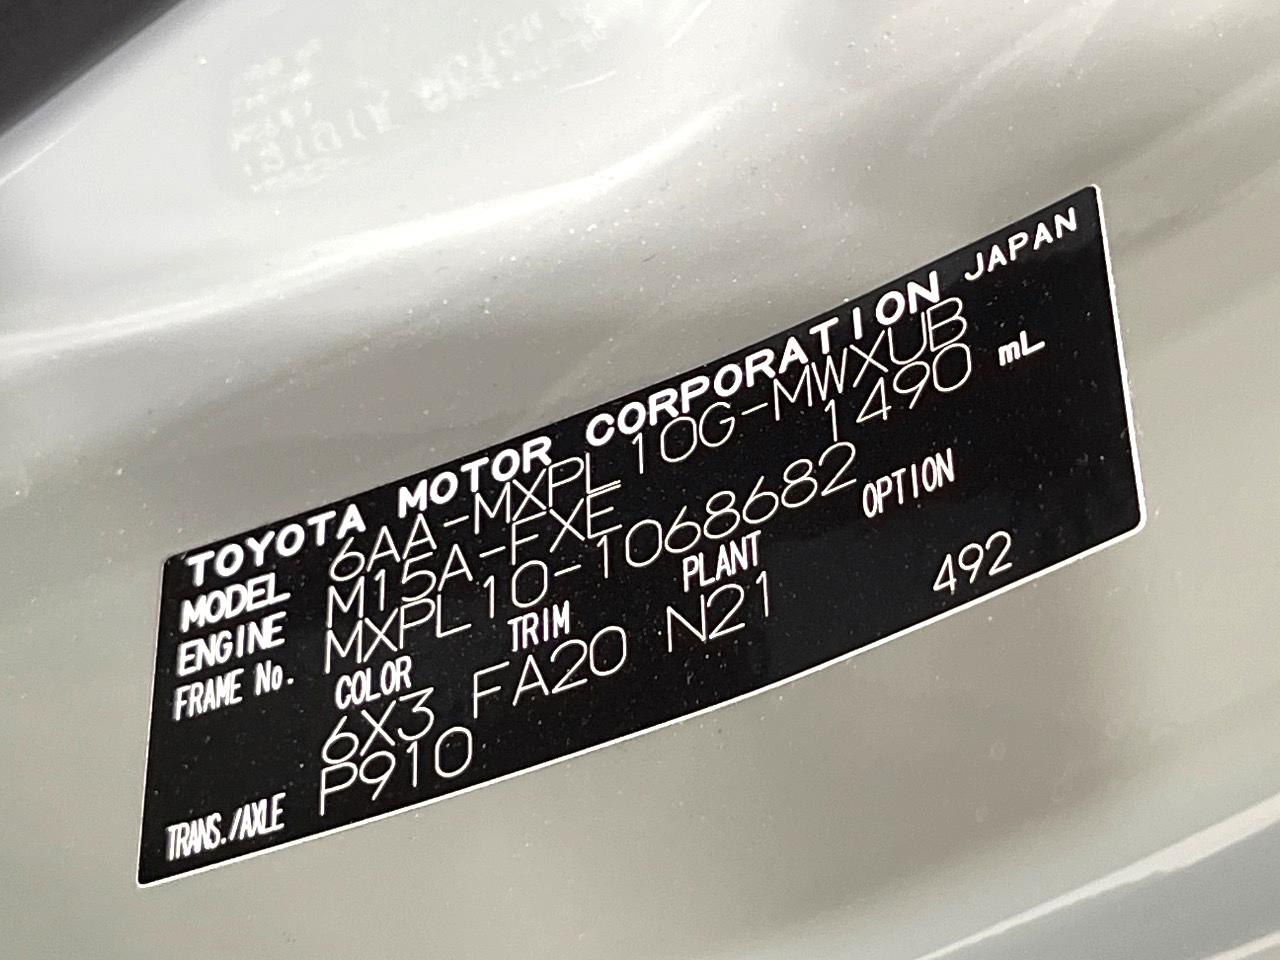 TOYOTA MOTOR CORPORATION JAPAN
MODEL 6AA-MXPL10G-MWXUB
ENGINE M15A-FXE 1490 mL
FRAME No. MXPL10-1068682
COLOR TRIM PLANT OPTION
6X3 FA20 N21 492
TRANS./AXLE P910